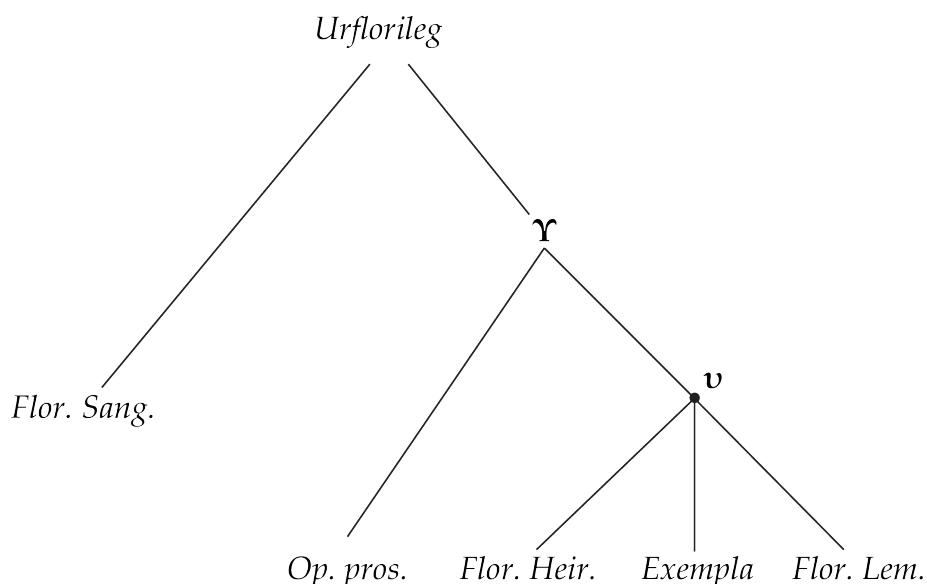 Urflorileg
ϒ
υ
Flor. Sang.
Op. pros. Flor. Heir. Exempla Flor. Lem.